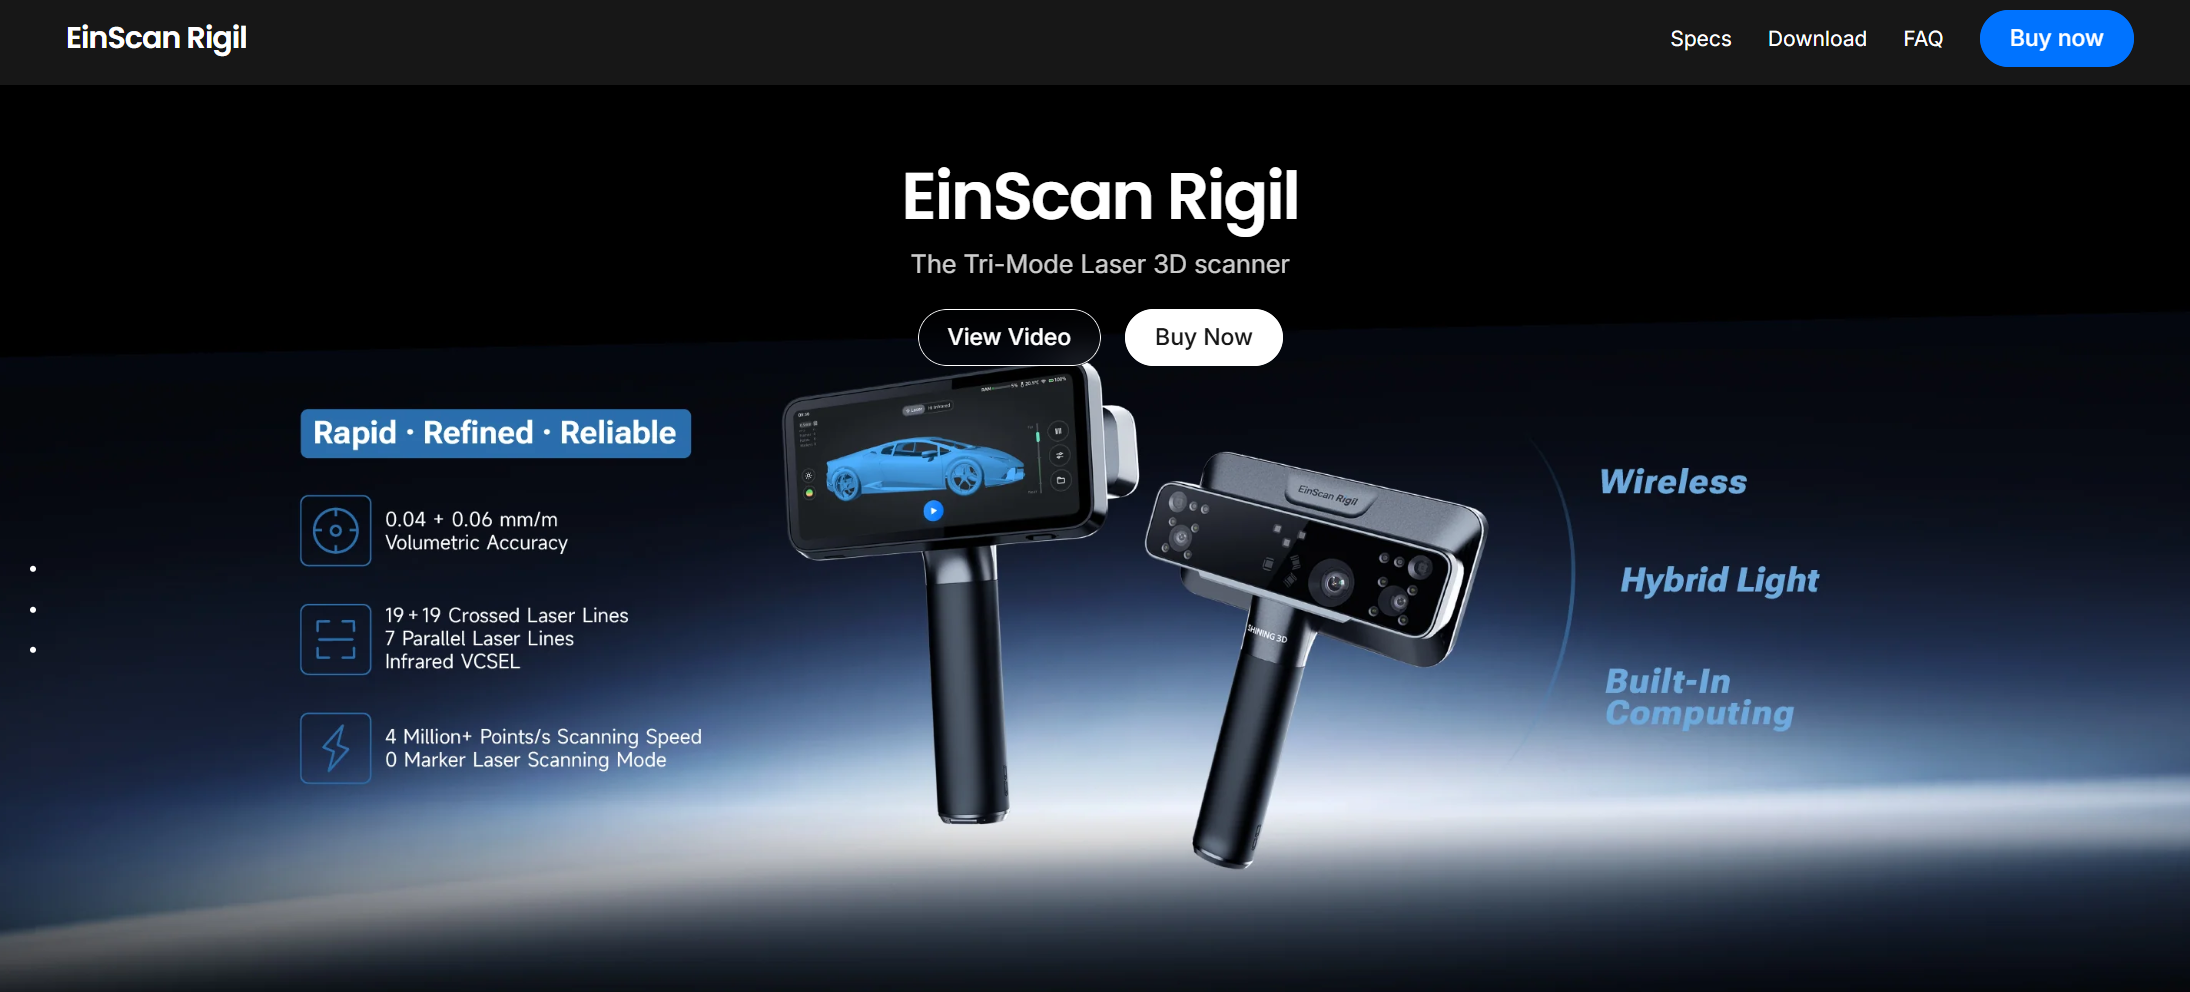 EinScan Rigil
Specs
Download
FAQ
Buy now
EinScan Rigil
The Tri-Mode Laser 3D scanner
View Video
Buy Now
Rapid · Refined · Reliable
0.04 + 0.06 mm/m
Volumetric Accuracy
19+19 Crossed Laser Lines
7 Parallel Laser Lines
Infrared VCSEL
4 Million+ Points/s Scanning Speed
0 Marker Laser Scanning Mode
EinScan Rigil
SHINING 3D
Wireless
Hybrid Light
Built-In
Computing